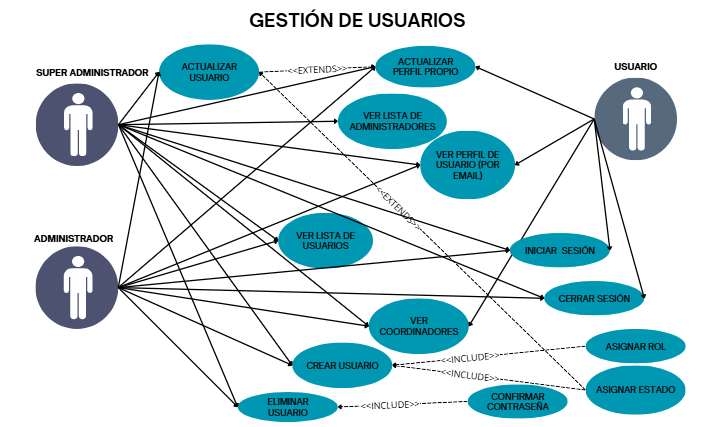 GESTIÓN DE USUARIOS
SUPER ADMINISTRADOR
ACTUALIZAR
USUARIO
<<EXTENDS>>
ACTUALIZAR
PERFIL PROPIO
USUARIO
VER LISTA DE
ADMINISTRADORES
VER PERFIL DE
USUARIO (POR
EMAIL)
<<EXTENDS>>
ADMINISTRADOR
VER LISTA DE
USUARIOS
INICIAR SESIÓN
CERRAR SESIÓN
VER
COORDINADORES
CREAR USUARIO
<<INCLUDE>>
<<INCLUDE>>
ASIGNAR ROL
ASIGNAR ESTADO
ELIMINAR
USUARIO
<<INCLUDE>>
CONFIRMAR
CONTRASEÑA